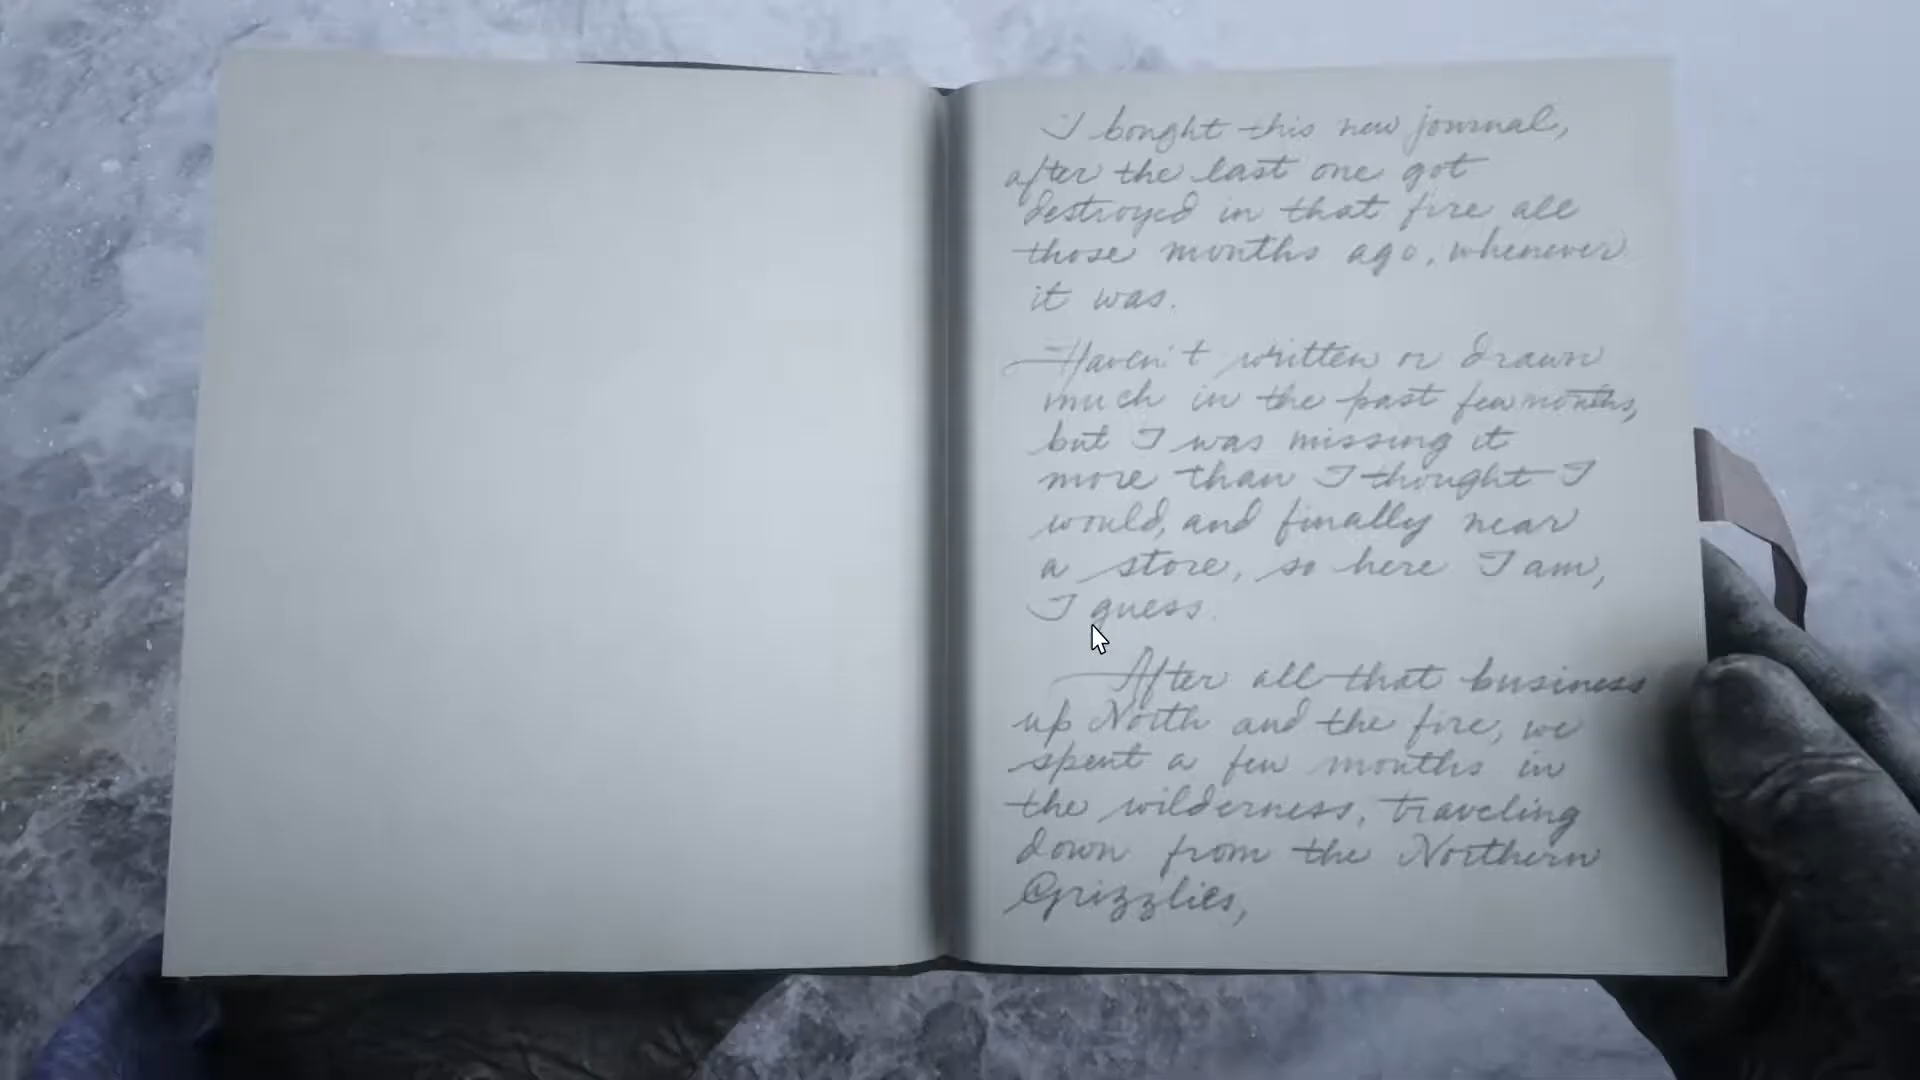 I bought this new journal,
after the last one got
destroyed in that fire all
those months ago, whenever
it was.
Haven't written or drawn
much in the past few months,
but I was missing it
more than I thought I
would, and finally near
a store, so here I am,
I guess.
After all that business
up North and the fire, we
spent a few months in
the wilderness, traveling
down from the Northern
Grizzlies,